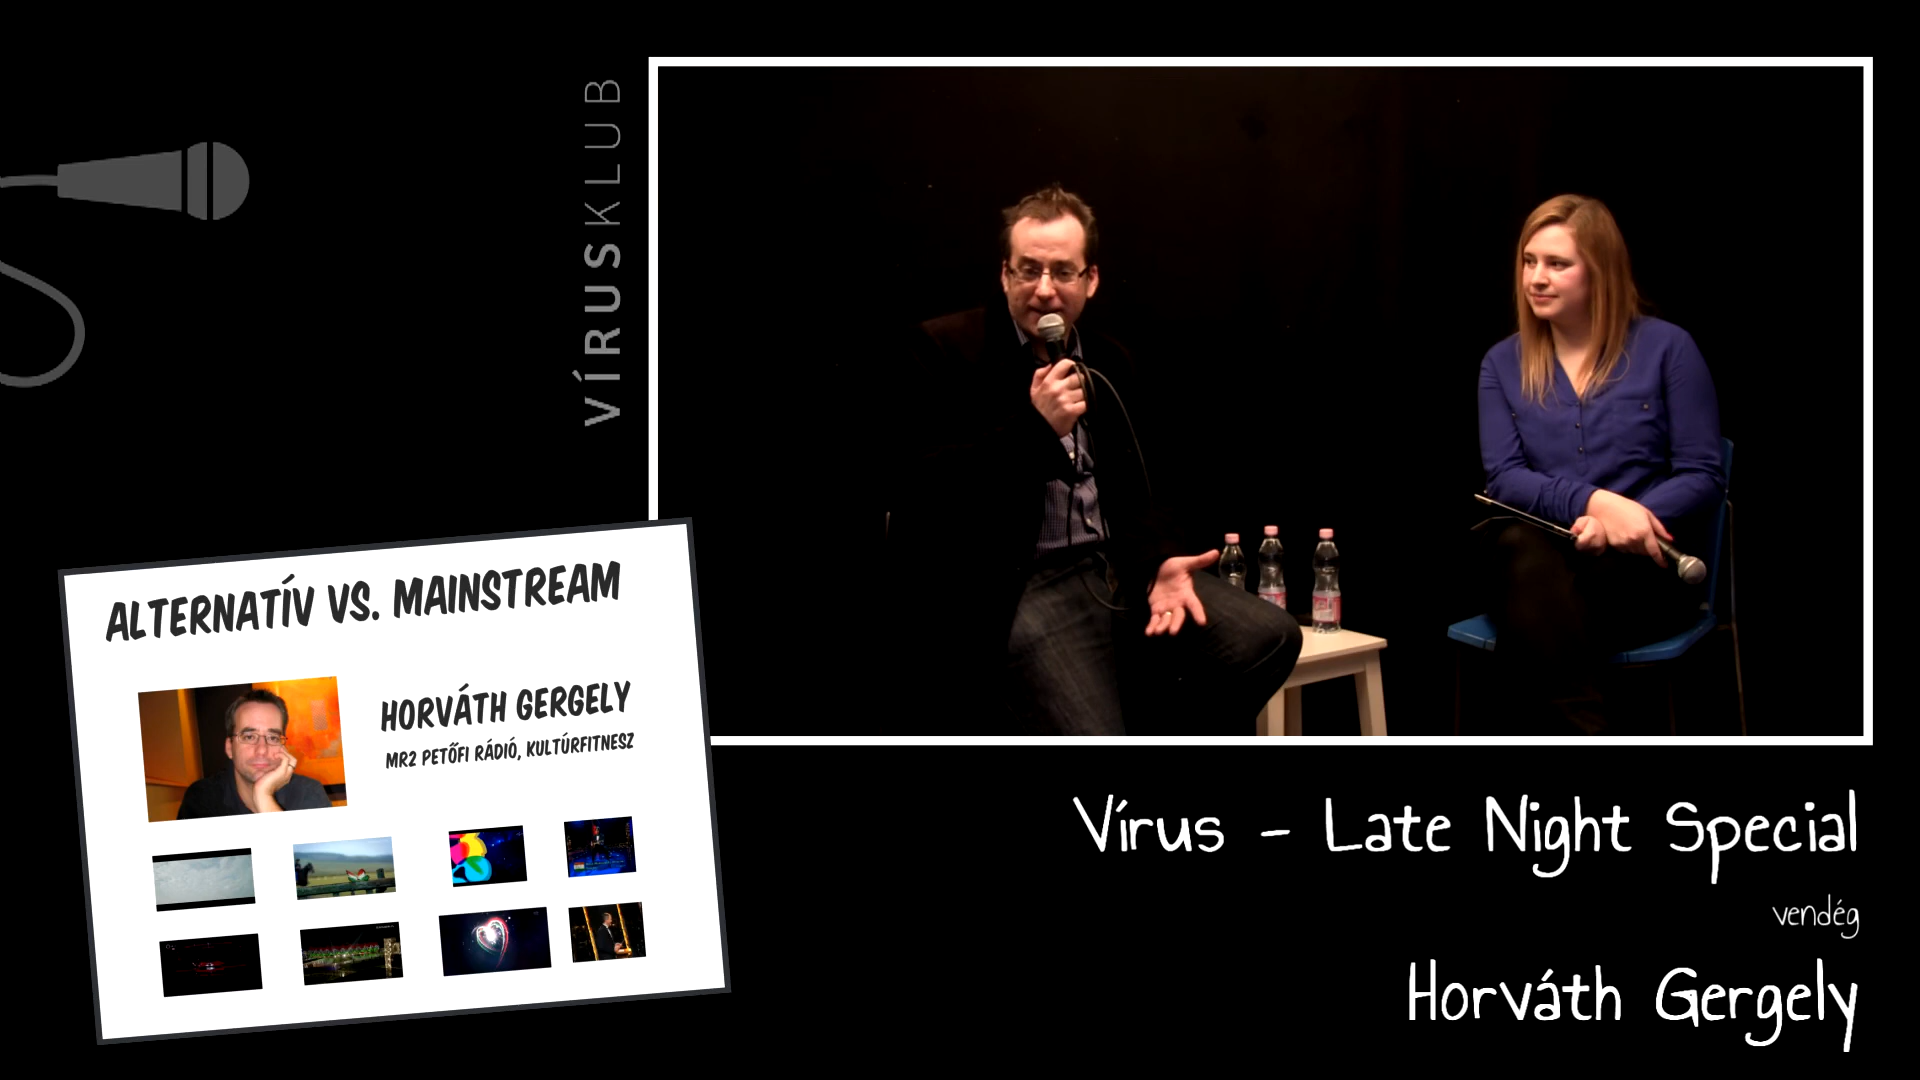 VÍRUSKLUB
ALTERNATÍV VS. MAINSTREAM
HORVÁTH GERGELY
MR2 PETŐFI RÁDIÓ, KULTÚRFITNESZ
Vírus - Late Night Special
vendég
Horváth Gergely